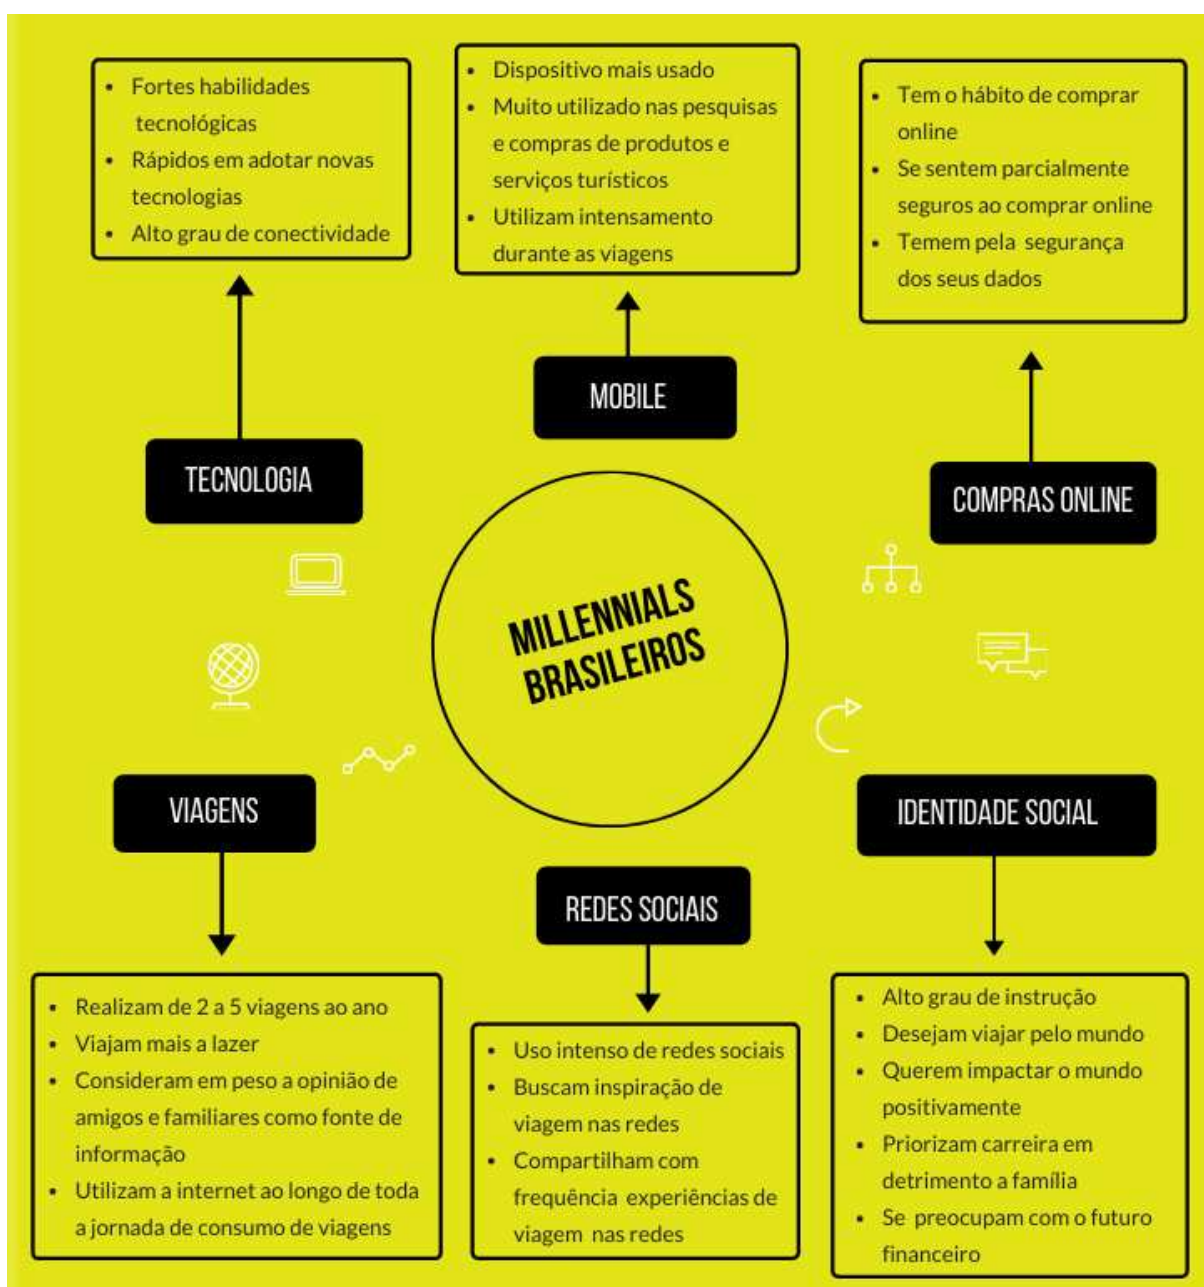 • Fortes habilidades
tecnológicas
• Rápidos em adotar novas
tecnologias
• Alto grau de conectividade
TECNOLOGIA
• Dispositivo mais usado
• Muito utilizado nas pesquisas
e compras de produtos e
serviços turísticos
• Utilizam intensamento
durante as viagens
MOBILE
• Tem o hábito de comprar
online
• Se sentem parcialmente
seguros ao comprar online
• Temem pela segurança
dos seus dados
COMPRAS ONLINE
MILLENNIALS
BRASILEIROS
VIAGENS
• Realizam de 2 a 5 viagens ao ano
• Viajam mais a lazer
• Consideram em peso a opinião de
amigos e familiares como fonte de
informação
• Utilizam a internet ao longo de toda
a jornada de consumo de viagens
REDES SOCIAIS
• Uso intenso de redes sociais
• Buscam inspiração de
viagem nas redes
• Compartilham com
frequência experiências de
viagem nas redes
IDENTIDADE SOCIAL
• Alto grau de instrução
• Desejam viajar pelo mundo
• Querem impactar o mundo
positivamente
• Priorizam carreira em
detrimento a família
• Se preocupam com o futuro
financeiro